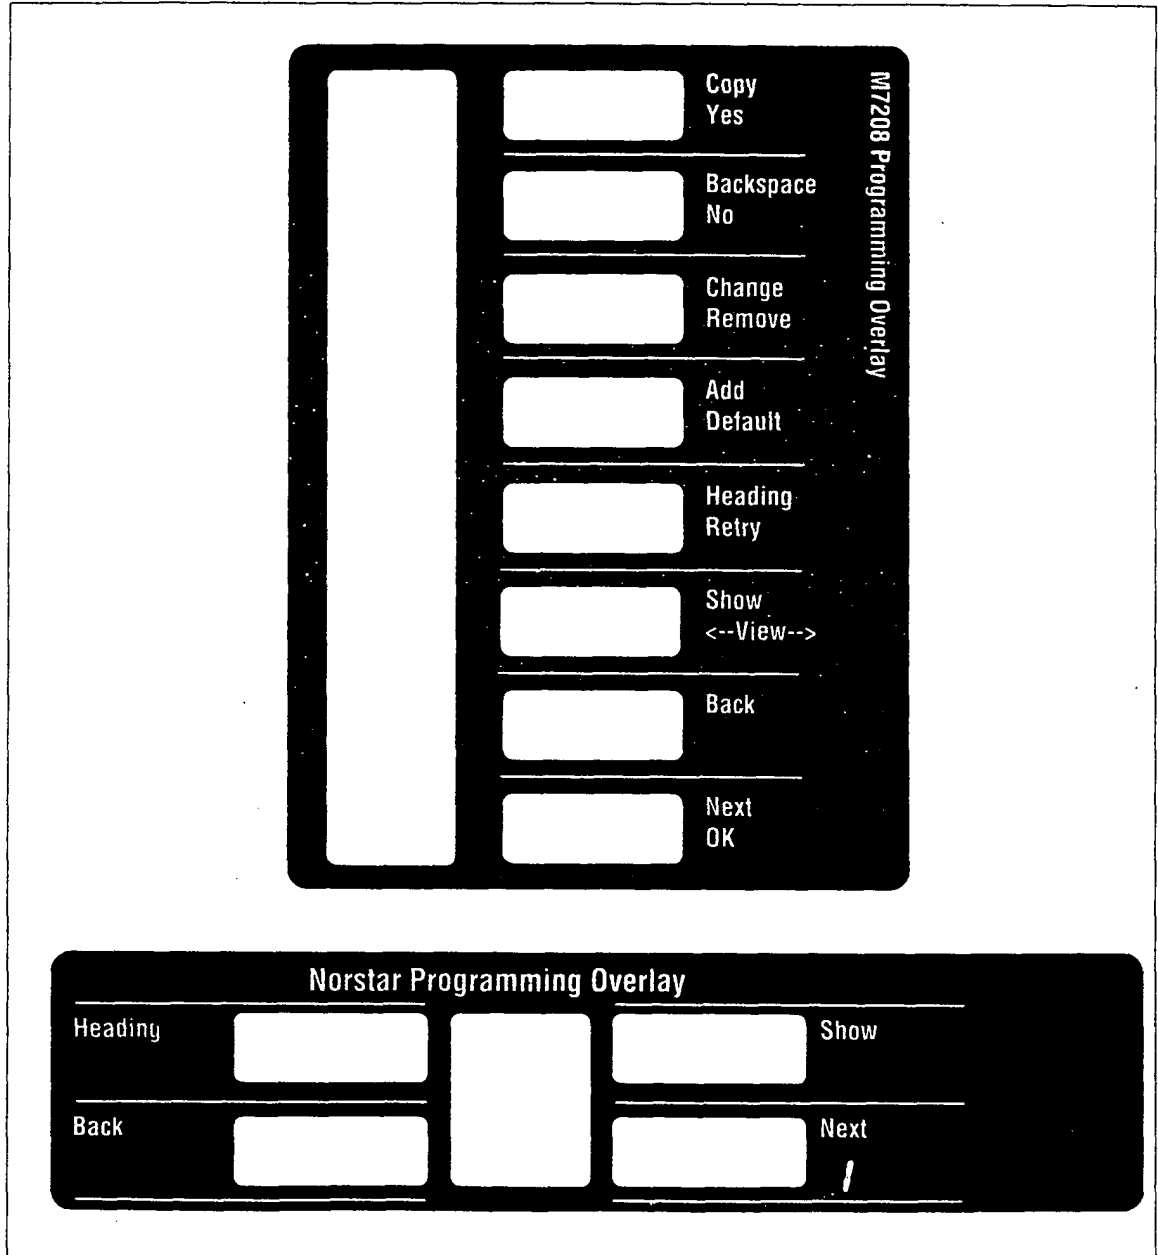 M7208 Programming Overlay
Copy
Yes
Backspace
No
Change
Remove
Add
Default
Heading
Retry
Show
<--View-->
Back
Next
OK
Norstar Programming Overlay
Heading
Show
Back
Next